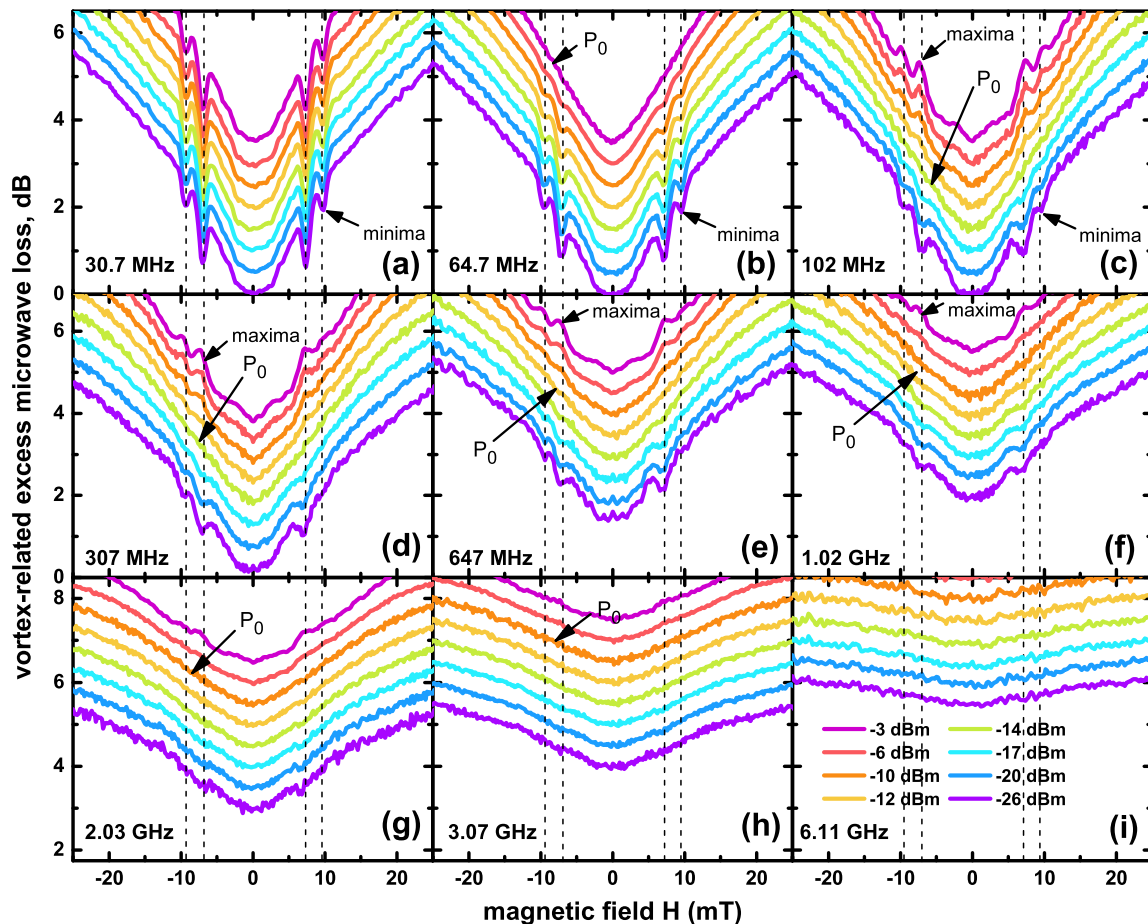 vortex-related excess microwave loss, dB
6
4
2
0
P0
minima
30.7 MHz
(a)
P0
minima
64.7 MHz
(b)
maxima
P0
minima
102 MHz
(c)
6
4
2
0
maxima
P0
307 MHz
(d)
maxima
P0
647 MHz
(e)
maxima
P0
1.02 GHz
(f)
8
6
4
2
P0
2.03 GHz
(g)
P0
3.07 GHz
(h)
-3 dBm -14 dBm
-6 dBm -17 dBm
-10 dBm -20 dBm
-12 dBm -26 dBm
6.11 GHz
(i)
-20 -10 0 10 20 -20 -10 0 10 20 -20 -10 0 10 20
magnetic field H (mT)